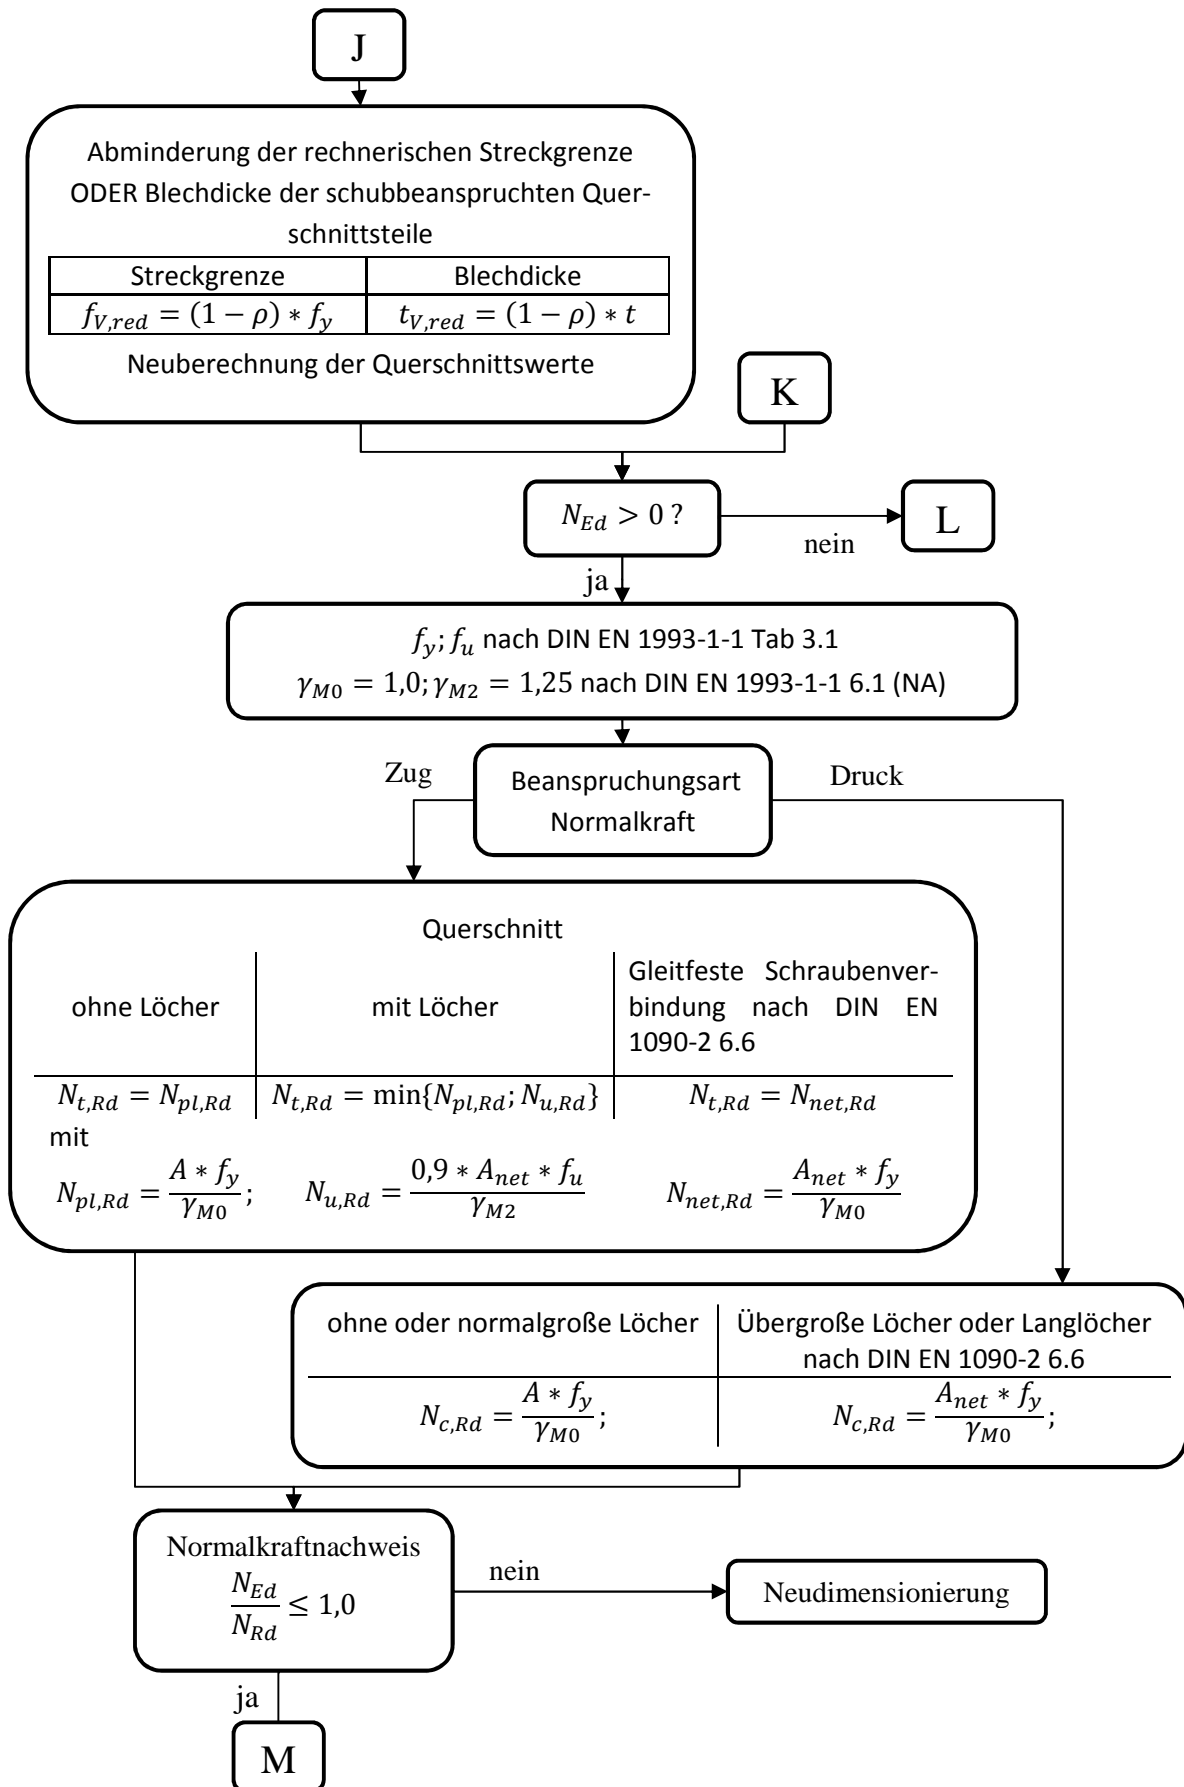 J
Abminderung der rechnerischen Streckgrenze
ODER Blechdicke der schubbeanspruchten Quer-
schnittsteile
Streckgrenze Blechdicke
f_{V,red} = (1 − ρ) * f_y t_{V,red} = (1 − ρ) * t
Neuberechnung der Querschnittswerte
K
N_{Ed} > 0 ?
L
nein
ja
f_y; f_u nach DIN EN 1993-1-1 Tab 3.1
γ_{M0} = 1,0; γ_{M2} = 1,25 nach DIN EN 1993-1-1 6.1 (NA)
Zug
Beanspruchungsart
Normalkraft
Druck
Querschnitt
ohne Löcher
mit Löcher
Gleitfeste Schraubenver-
bindung nach DIN EN
1090-2 6.6
N_{t,Rd} = N_{pl,Rd} N_{t,Rd} = min{N_{pl,Rd}; N_{u,Rd}} N_{t,Rd} = N_{net,Rd}
mit
N_{pl,Rd} = \frac{A * f_y}{γ_{M0}}; N_{u,Rd} = \frac{0,9 * A_{net} * f_u}{γ_{M2}} N_{net,Rd} = \frac{A_{net} * f_y}{γ_{M0}}
ohne oder normalgroße Löcher
Übergroße Löcher oder Langlöcher
nach DIN EN 1090-2 6.6
N_{c,Rd} = \frac{A * f_y}{γ_{M0}}; N_{c,Rd} = \frac{A_{net} * f_y}{γ_{M0}};
Normalkraftnachweis
\frac{N_{Ed}}{N_{Rd}} ≤ 1,0
nein
Neudimensionierung
ja
M